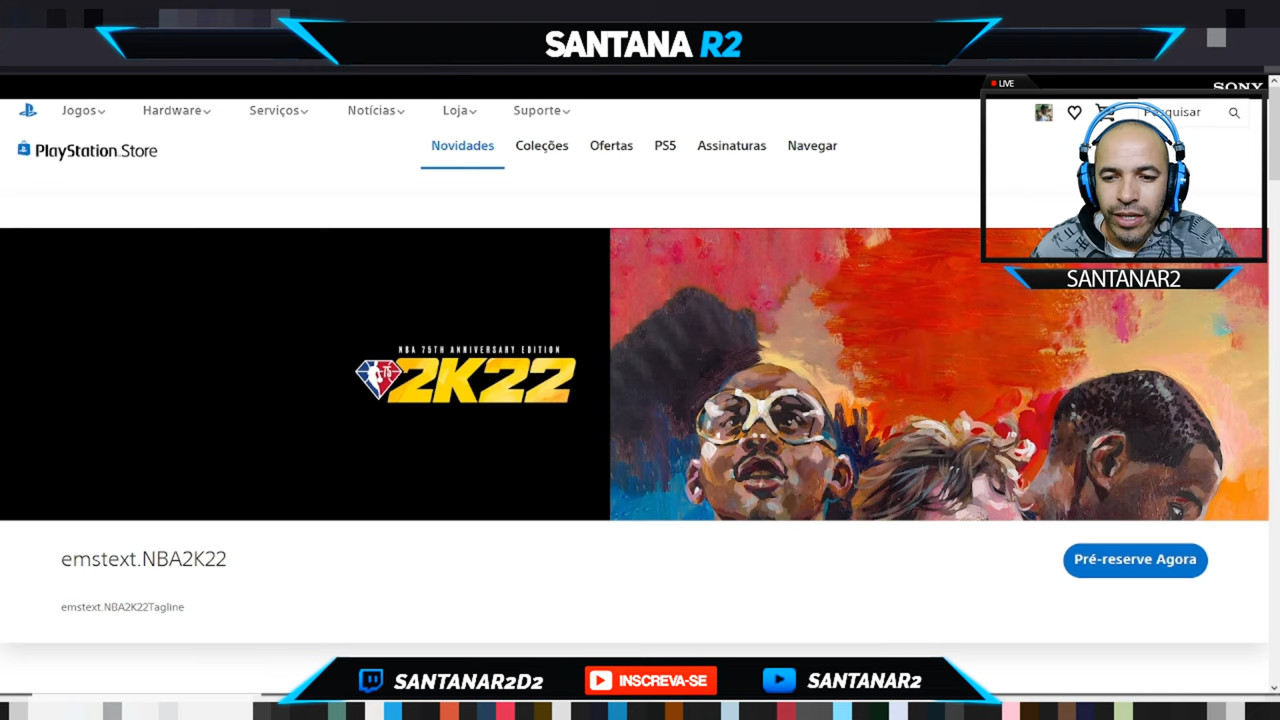 SANTANA R2
LIVE
SONY
Jogos Hardware Serviços Notícias Loja Suporte
PlayStation.Store
Novidades Coleções Ofertas PS5 Assinaturas Navegar
SANTANAR2
NBA 75TH ANNIVERSARY EDITION
75 2K22
emstext.NBA2K22
Pré-reserve Agora
emstext.NBA2K22Tagline
SANTANAR2D2 INSCREVA-SE SANTANAR2